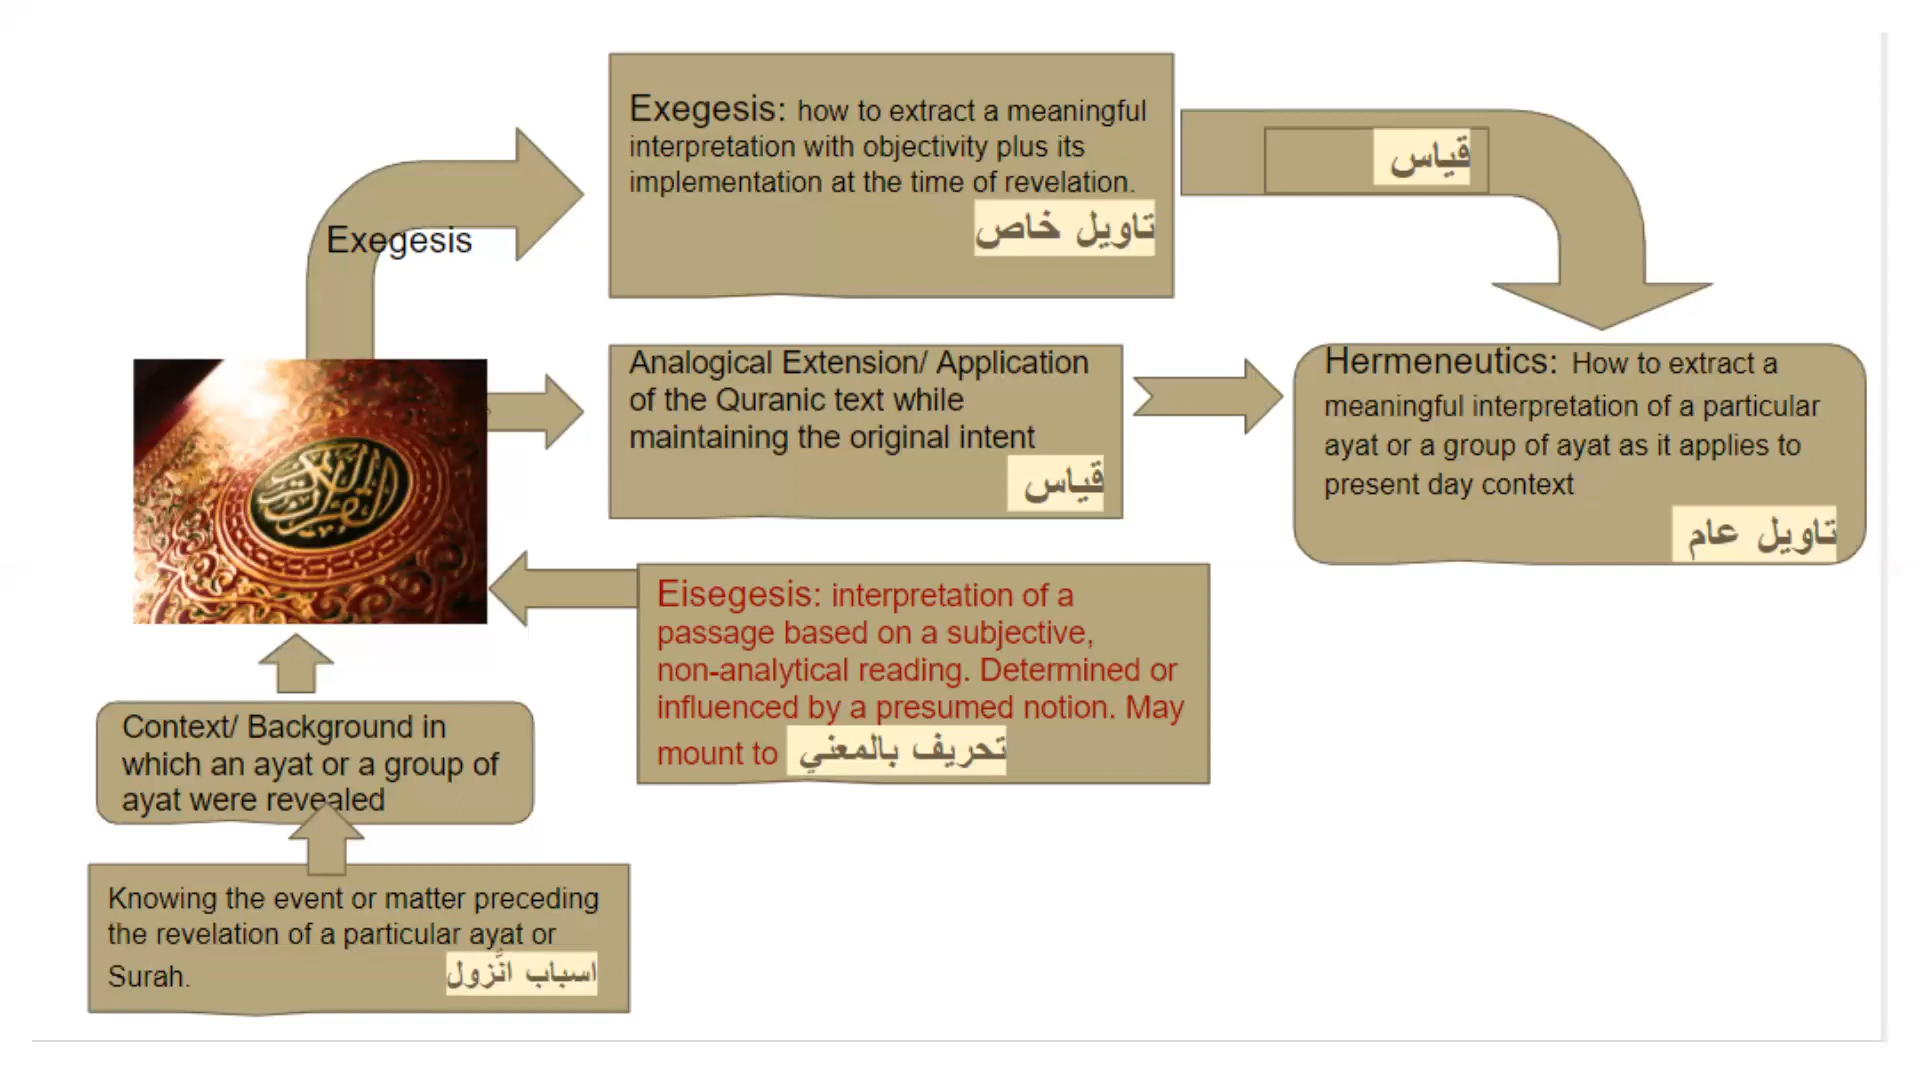 Exegesis: how to extract a meaningful
interpretation with objectivity plus its
implementation at the time of revelation.
تاويل خاص
قياس
Exegesis
Analogical Extension/ Application
of the Quranic text while
maintaining the original intent
قياس
Hermeneutics: How to extract a
meaningful interpretation of a particular
ayat or a group of ayat as it applies to
present day context
تاويل عام
القرآن الكريم
Eisegesis: interpretation of a
passage based on a subjective,
non-analytical reading. Determined or
influenced by a presumed notion. May
mount to تحريف بالمعني
Context/ Background in
which an ayat or a group of
ayat were revealed
Knowing the event or matter preceding
the revelation of a particular ayat or
Surah. اسباب انَّزول